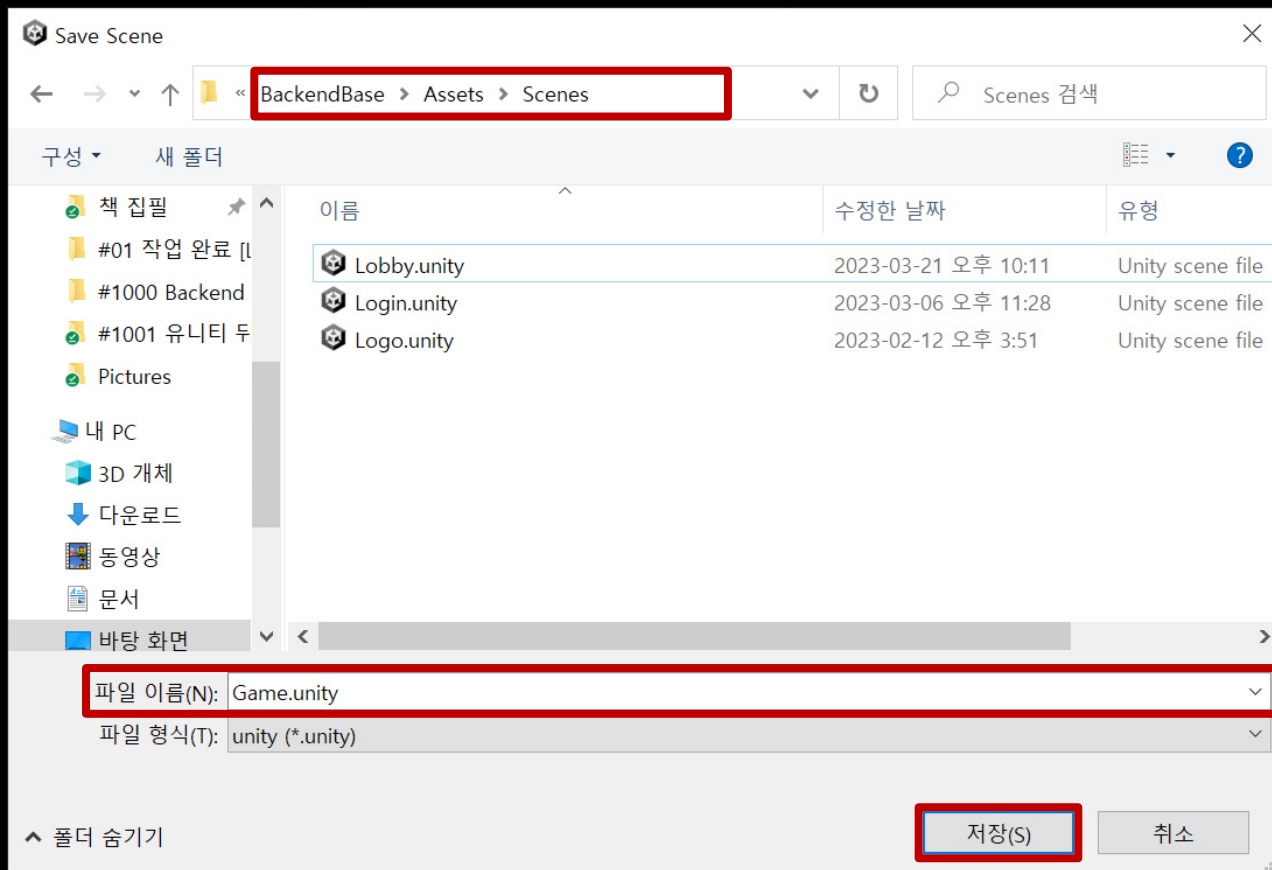 Save Scene
« BackendBase > Assets > Scenes
Scenes 검색
구성 새 폴더
?
이름 수정한 날짜 유형
책 집필
#01 작업 완료 [L
#1000 Backend
#1001 유니티 두
Pictures
내 PC
3D 개체
다운로드
동영상
문서
바탕 화면
Lobby.unity 2023-03-21 오후 10:11 Unity scene file
Login.unity 2023-03-06 오후 11:28 Unity scene file
Logo.unity 2023-02-12 오후 3:51 Unity scene file
파일 이름(N): Game.unity
파일 형식(T): unity (*.unity)
폴더 숨기기
저장(S) 취소